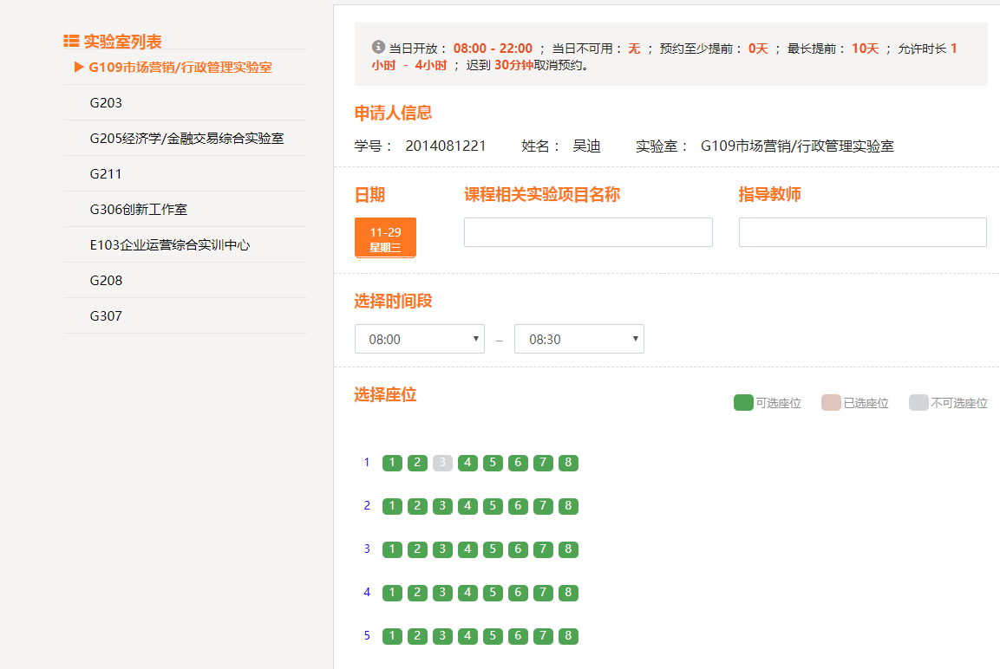 实验室列表
G109市场营销/行政管理实验室
G203
G205经济学/金融交易综合实验室
G211
G306创新工作室
E103企业运营综合实训中心
G208
G307
当日开放： 08:00 - 22:00 ； 当日不可用： 无 ； 预约至少提前： 0天 ； 最长提前： 10天 ； 允许时长 1
小时 - 4小时 ； 迟到 30分钟取消预约。
申请人信息
学号： 2014081221 姓名： 吴迪 实验室： G109市场营销/行政管理实验室
日期 课程相关实验项目名称 指导教师
11-29
星期三
选择时间段
08:00 – 08:30
选择座位
可选座位 已选座位 不可选座位
1 1 2 3 4 5 6 7 8
2 1 2 3 4 5 6 7 8
3 1 2 3 4 5 6 7 8
4 1 2 3 4 5 6 7 8
5 1 2 3 4 5 6 7 8